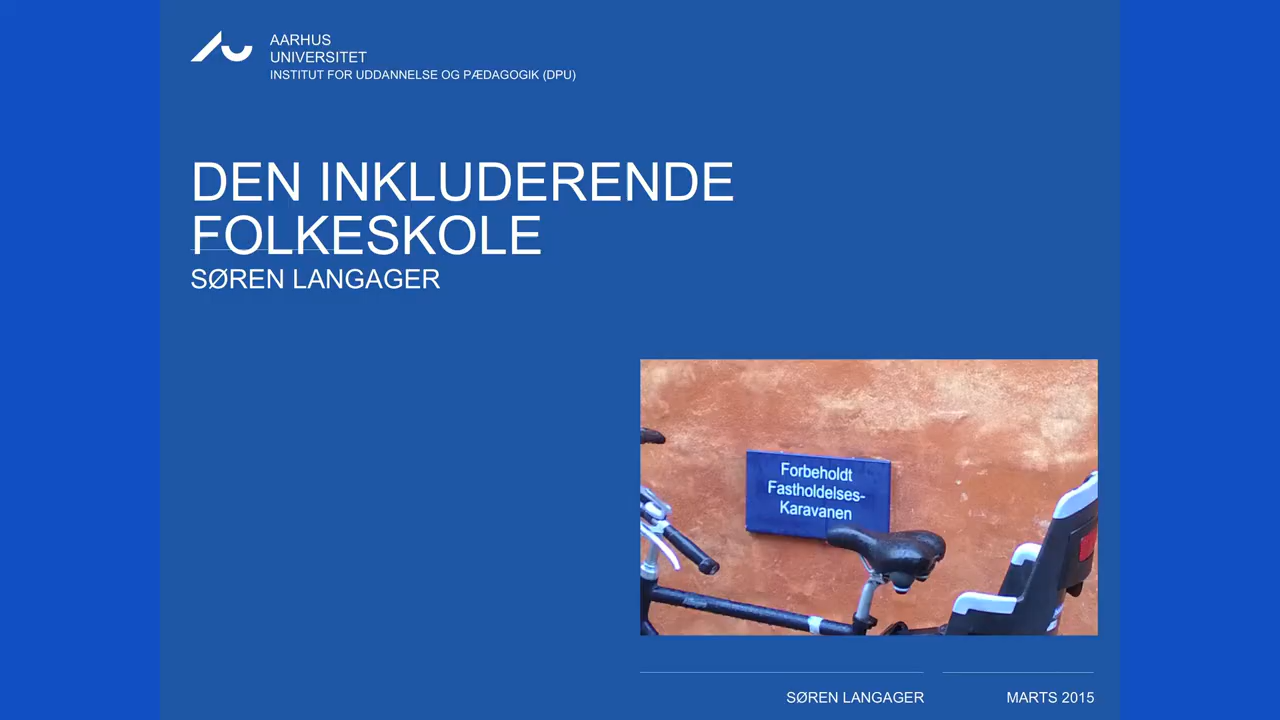 AARHUS
UNIVERSITET
INSTITUT FOR UDDANNELSE OG PÆDAGOGIK (DPU)
DEN INKLUDERENDE
FOLKESKOLE
SØREN LANGAGER
Forbeholdt
Fastholdelses-
Karavanen
SØREN LANGAGER
MARTS 2015